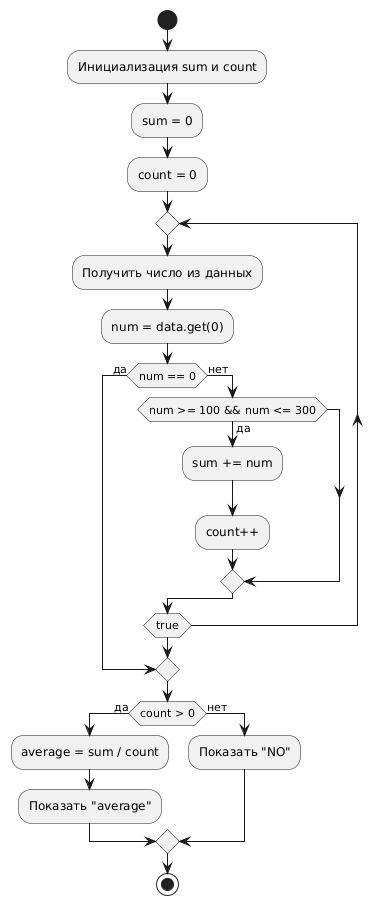 Инициализация sum и count
sum = 0
count = 0
Получить число из данных
num = data.get(0)
да
num == 0
нет
num >= 100 && num <= 300
да
sum += num
count++
true
да
count > 0
нет
average = sum / count
Показать "NO"
Показать "average"